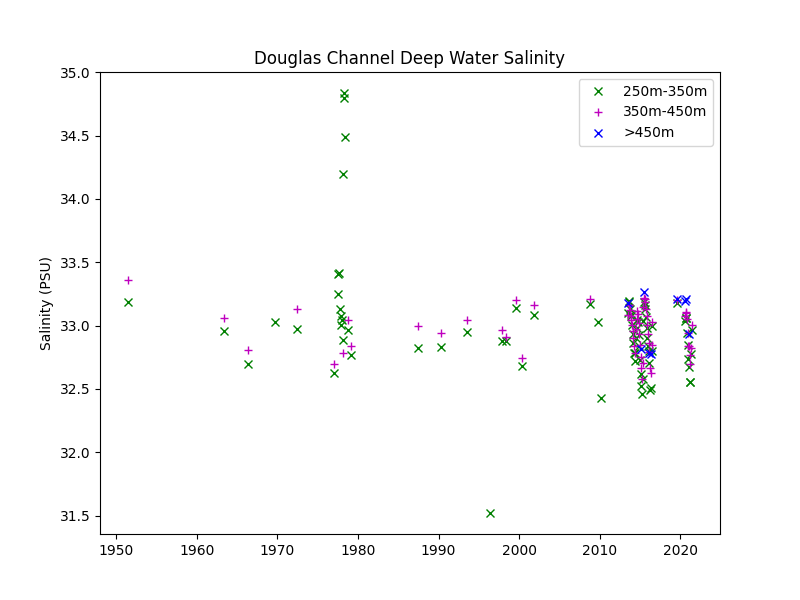 Douglas Channel Deep Water Salinity
250m-350m
350m-450m
>450m
Salinity (PSU)
35.0
34.5
34.0
33.5
33.0
32.5
32.0
31.5
1950 1960 1970 1980 1990 2000 2010 2020